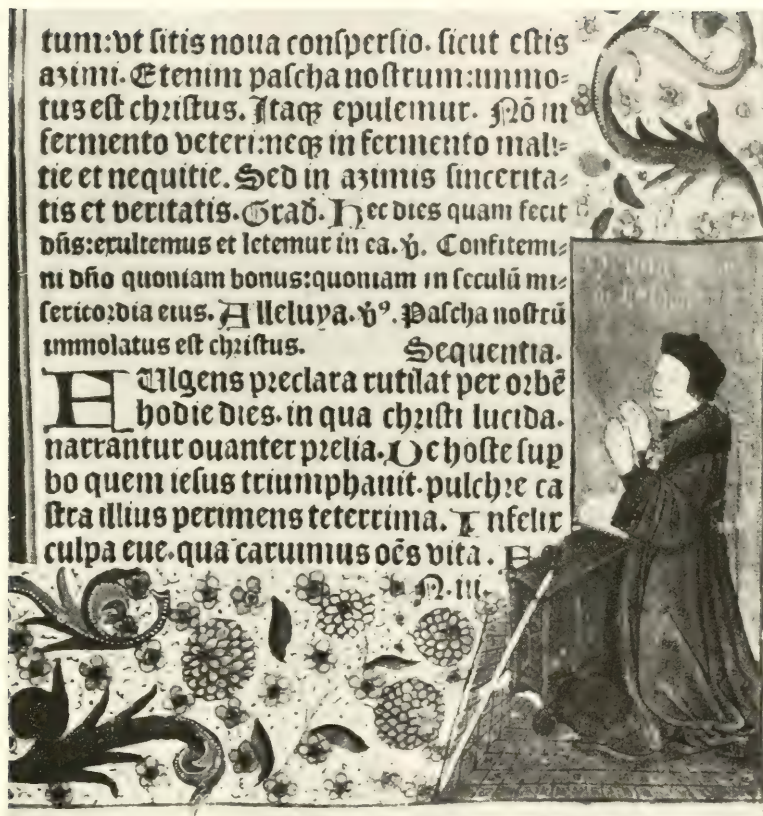 tum:vt sitis noua conspersio. sicut estis
azimi. Etenim pascha nostrum:immo-
tus est christus. Itaqꝫ epulemur. Nō in
fermento veteri:neqꝫ in fermento mali-
tie et nequitie. Sed in azimis sincerita-
tis et veritatis. Grad̄. Hec dies quam fecit
dn̄s:exultemus et letemur in ea. ℣. Confitemi-
ni dn̄o quoniam bonus:quoniam in seculū mi-
sericordia eius. Alleluya. ℣⁹. Pascha nostrū
immolatus est christus. Sequentia.
FUlgens preclara rutilat per orbē
hodie dies. in qua christi lucida.
narrantur ouanter prelia. De hoste suꝑ
bo quem iesus triumphauit. pulchre ca
stra illius perimens teterrima. Infelix
culpa eue. qua caruimus oēs vita.
N.iii.